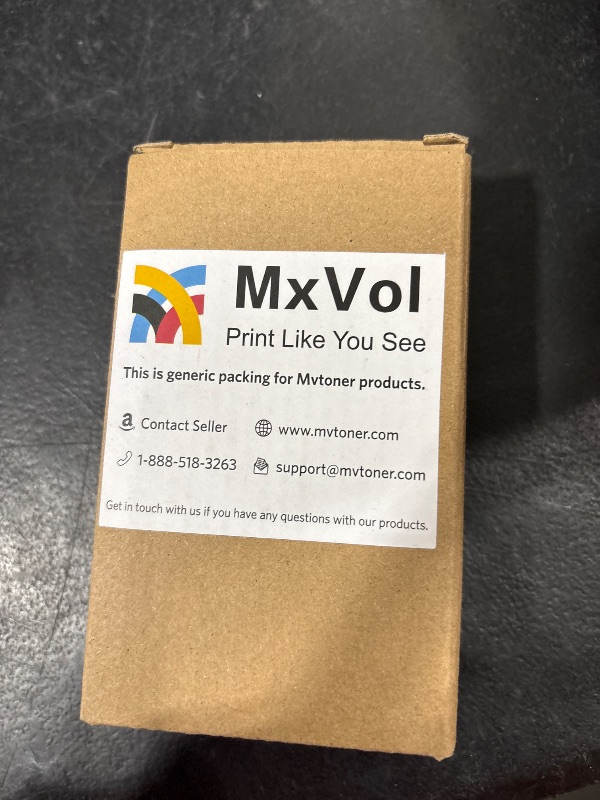 MxVol
Print Like You See
This is generic packing for Mvtoner products.
a Contact Seller
www.mvtoner.com
1-888-518-3263
support@mvtoner.com
Get in touch with us if you have any questions with our products.